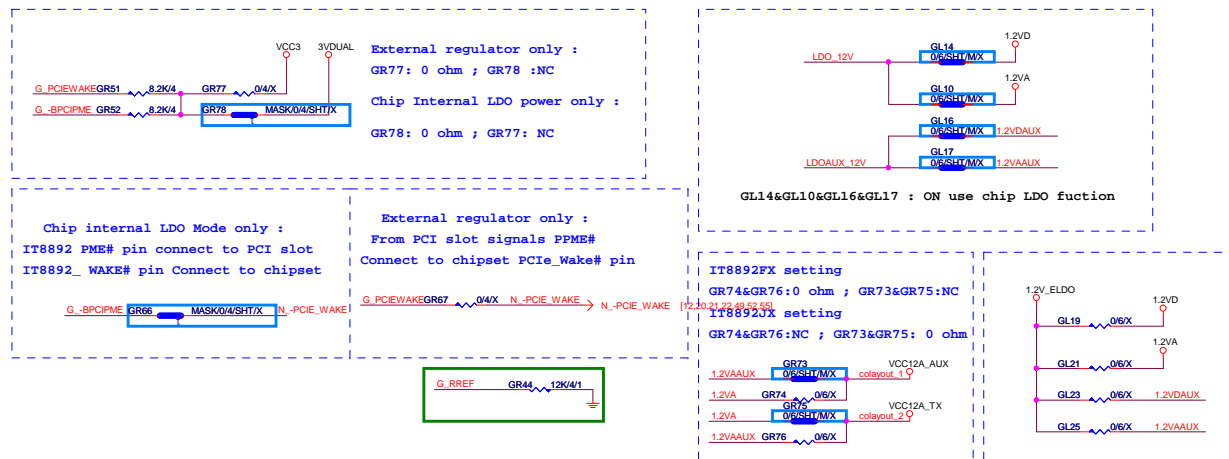 VCC3 3VDUAL
External regulator only :
GR77: 0 ohm ; GR78 :NC
G_PCIEWAKE GR51 8.2K/4 GR77 0/4/X
G_-BPCIPME GR52 8.2K/4 GR78 MASK/0/4/SHT/X
Chip Internal LDO power only :
GR78: 0 ohm ; GR77: NC
1.2VD
GL14
LDO_12V 0/6/SHT/M/X
1.2VA
GL10
0/6/SHT/M/X
GL16
0/6/SHT/M/X 1.2VDAUX
GL17
LDOAUX_12V 0/6/SHT/M/X 1.2VAAUX
GL14&GL10&GL16&GL17 : ON use chip LDO fuction
Chip internal LDO Mode only :
IT8892 PME# pin connect to PCI slot
IT8892_ WAKE# pin Connect to chipset
G_-BPCIPME GR66 MASK/0/4/SHT/X N_-PCIE_WAKE
External regulator only :
From PCI slot signals PPME#
Connect to chipset PCIe_Wake# pin
G_PCIEWAKE GR67 0/4/X N_-PCIE_WAKE N_-PCIE_WAKE [12,20,21,22,49,52,55]
G_RREF GR44 12K/4/1
IT8892FX setting
GR74&GR76:0 ohm ; GR73&GR75:NC
IT8892JX setting
GR74&GR76:NC ; GR73&GR75: 0 ohm
GR73 VCC12A_AUX
1.2VAAUX 0/6/SHT/M/X colayout_1
1.2VA GR74 0/6/X
GR75 VCC12A_TX
1.2VA 0/6/SHT/M/X colayout_2
1.2VAAUX GR76 0/6/X
1.2V_ELDO
1.2VD
GL19 0/6/X
1.2VA
GL21 0/6/X
GL23 0/6/X 1.2VDAUX
GL25 0/6/X 1.2VAAUX